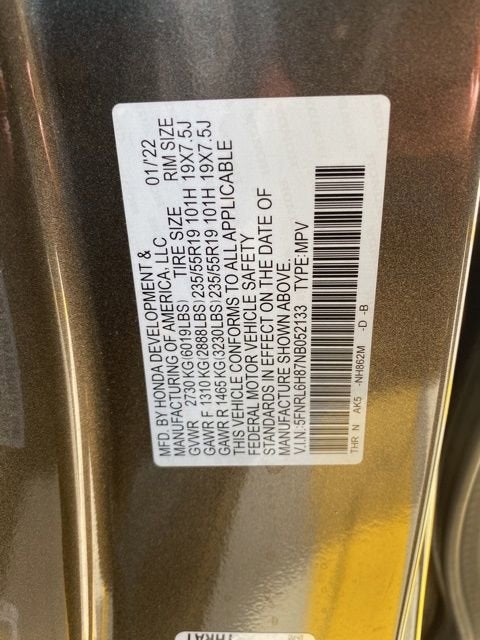 MFD. BY HONDA DEVELOPMENT &
MANUFACTURING OF AMERICA, LLC 01/'22
TIRE SIZE RIM SIZE
GVWR 2730 KG(6019LBS)
GAWR F 1310 KG(2888LBS) 235/55R19 101H 19X7.5J
GAWR R 1465 KG(3230LBS) 235/55R19 101H 19X7.5J
THIS VEHICLE CONFORMS TO ALL APPLICABLE
FEDERAL MOTOR VEHICLE SAFETY
STANDARDS IN EFFECT ON THE DATE OF
MANUFACTURE SHOWN ABOVE.
V.I.N.:5FNRL6H87NB052133 TYPE:MPV
THR N AK5 -NH862M -D -B